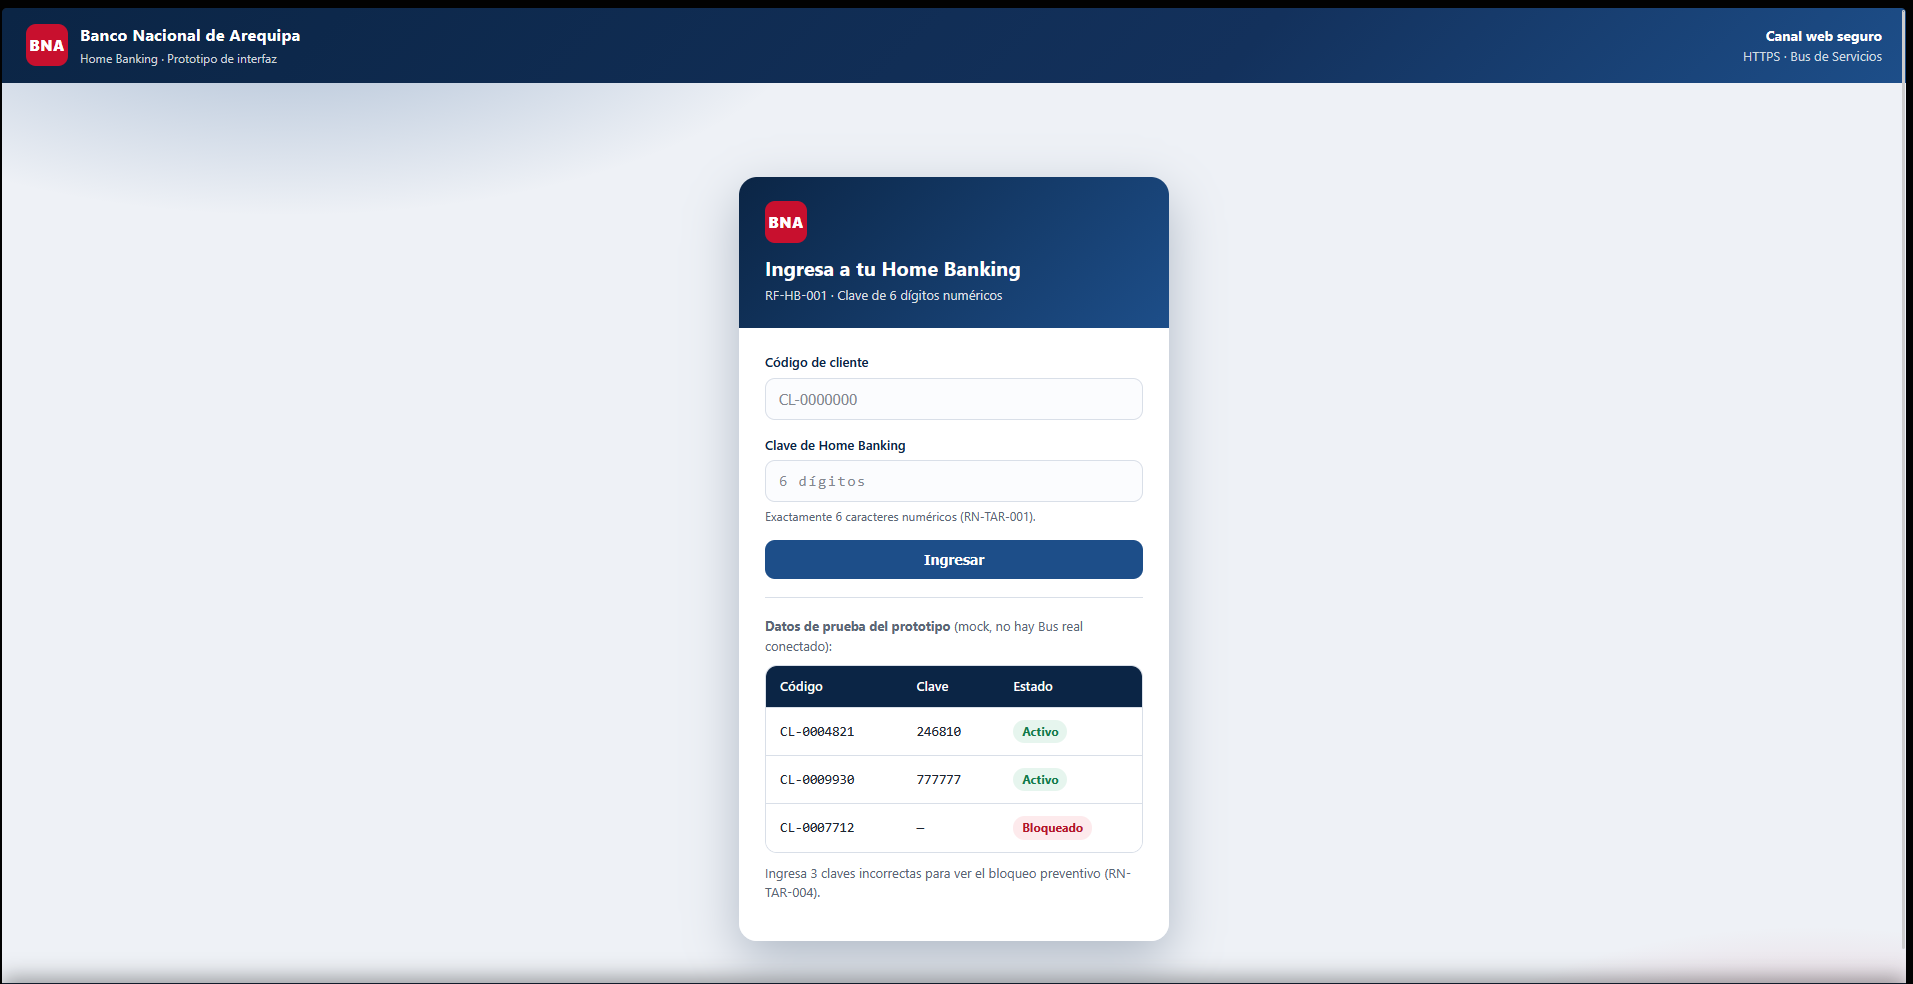 BNA
Banco Nacional de Arequipa
Home Banking · Prototipo de interfaz
Canal web seguro
HTTPS · Bus de Servicios
BNA
Ingresa a tu Home Banking
RF-HB-001 · Clave de 6 dígitos numéricos
Código de cliente
CL-0000000
Clave de Home Banking
6 dígitos
Exactamente 6 caracteres numéricos (RN-TAR-001).
Ingresar
Datos de prueba del prototipo (mock, no hay Bus real
conectado):
Código Clave Estado
CL-0004821 246810 Activo
CL-0009930 777777 Activo
CL-0007712 — Bloqueado
Ingresa 3 claves incorrectas para ver el bloqueo preventivo (RN-
TAR-004).